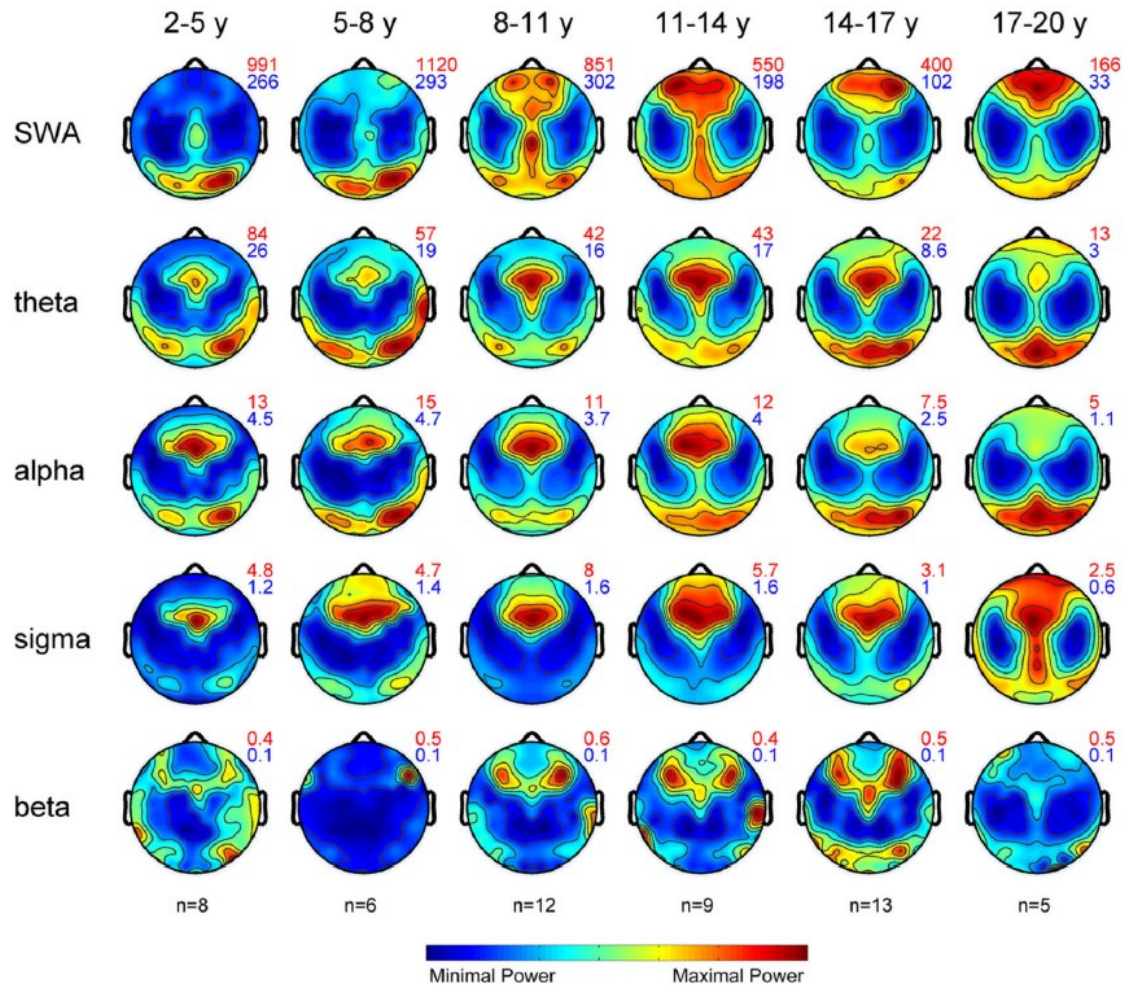 2-5 y 5-8 y 8-11 y 11-14 y 14-17 y 17-20 y
991 1120 851 550 400 166
266 293 302 198 102 33
SWA
84 57 42 43 22 13
26 19 16 17 8.6 3
theta
13 15 11 12 7.5 5
4.5 4.7 3.7 4 2.5 1.1
alpha
4.8 4.7 8 5.7 3.1 2.5
1.2 1.4 1.6 1.6 1 0.6
sigma
0.4 0.5 0.6 0.4 0.5 0.5
0.1 0.1 0.1 0.1 0.1 0.1
beta
n=8 n=6 n=12 n=9 n=13 n=5
Minimal Power Maximal Power